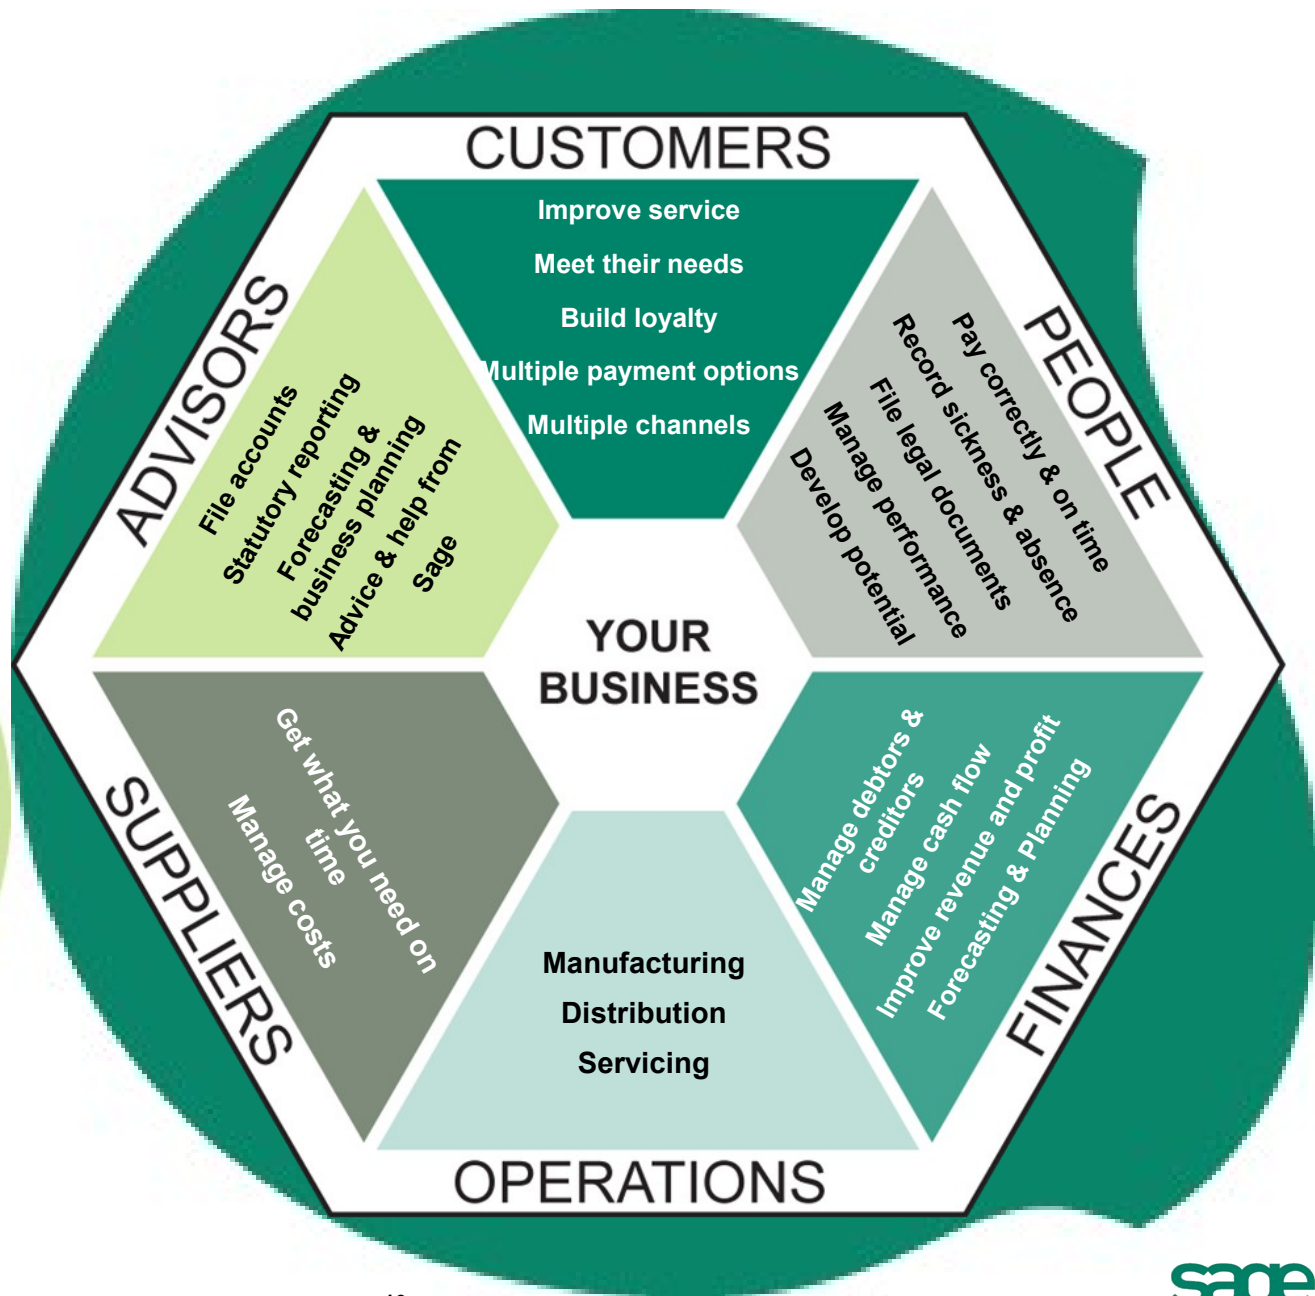 CUSTOMERS
Improve service
Meet their needs
Build loyalty
Multiple payment options
Multiple channels
PEOPLE
Pay correctly & on time
Record sickness & absence
File legal documents
Manage performance
Develop potential
FINANCES
Manage debtors &
creditors
Manage cash flow
Improve revenue and profit
Forecasting & Planning
OPERATIONS
Manufacturing
Distribution
Servicing
SUPPLIERS
Get what you need on
time
Manage costs
ADVISORS
File accounts
Statutory reporting
Forecasting &
business planning
Advice & help from
Sage
YOUR
BUSINESS
sage